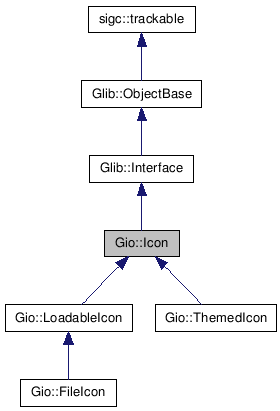 sigc::trackable
Glib::ObjectBase
Glib::Interface
Gio::Icon
Gio::LoadableIcon
Gio::ThemedIcon
Gio::FileIcon